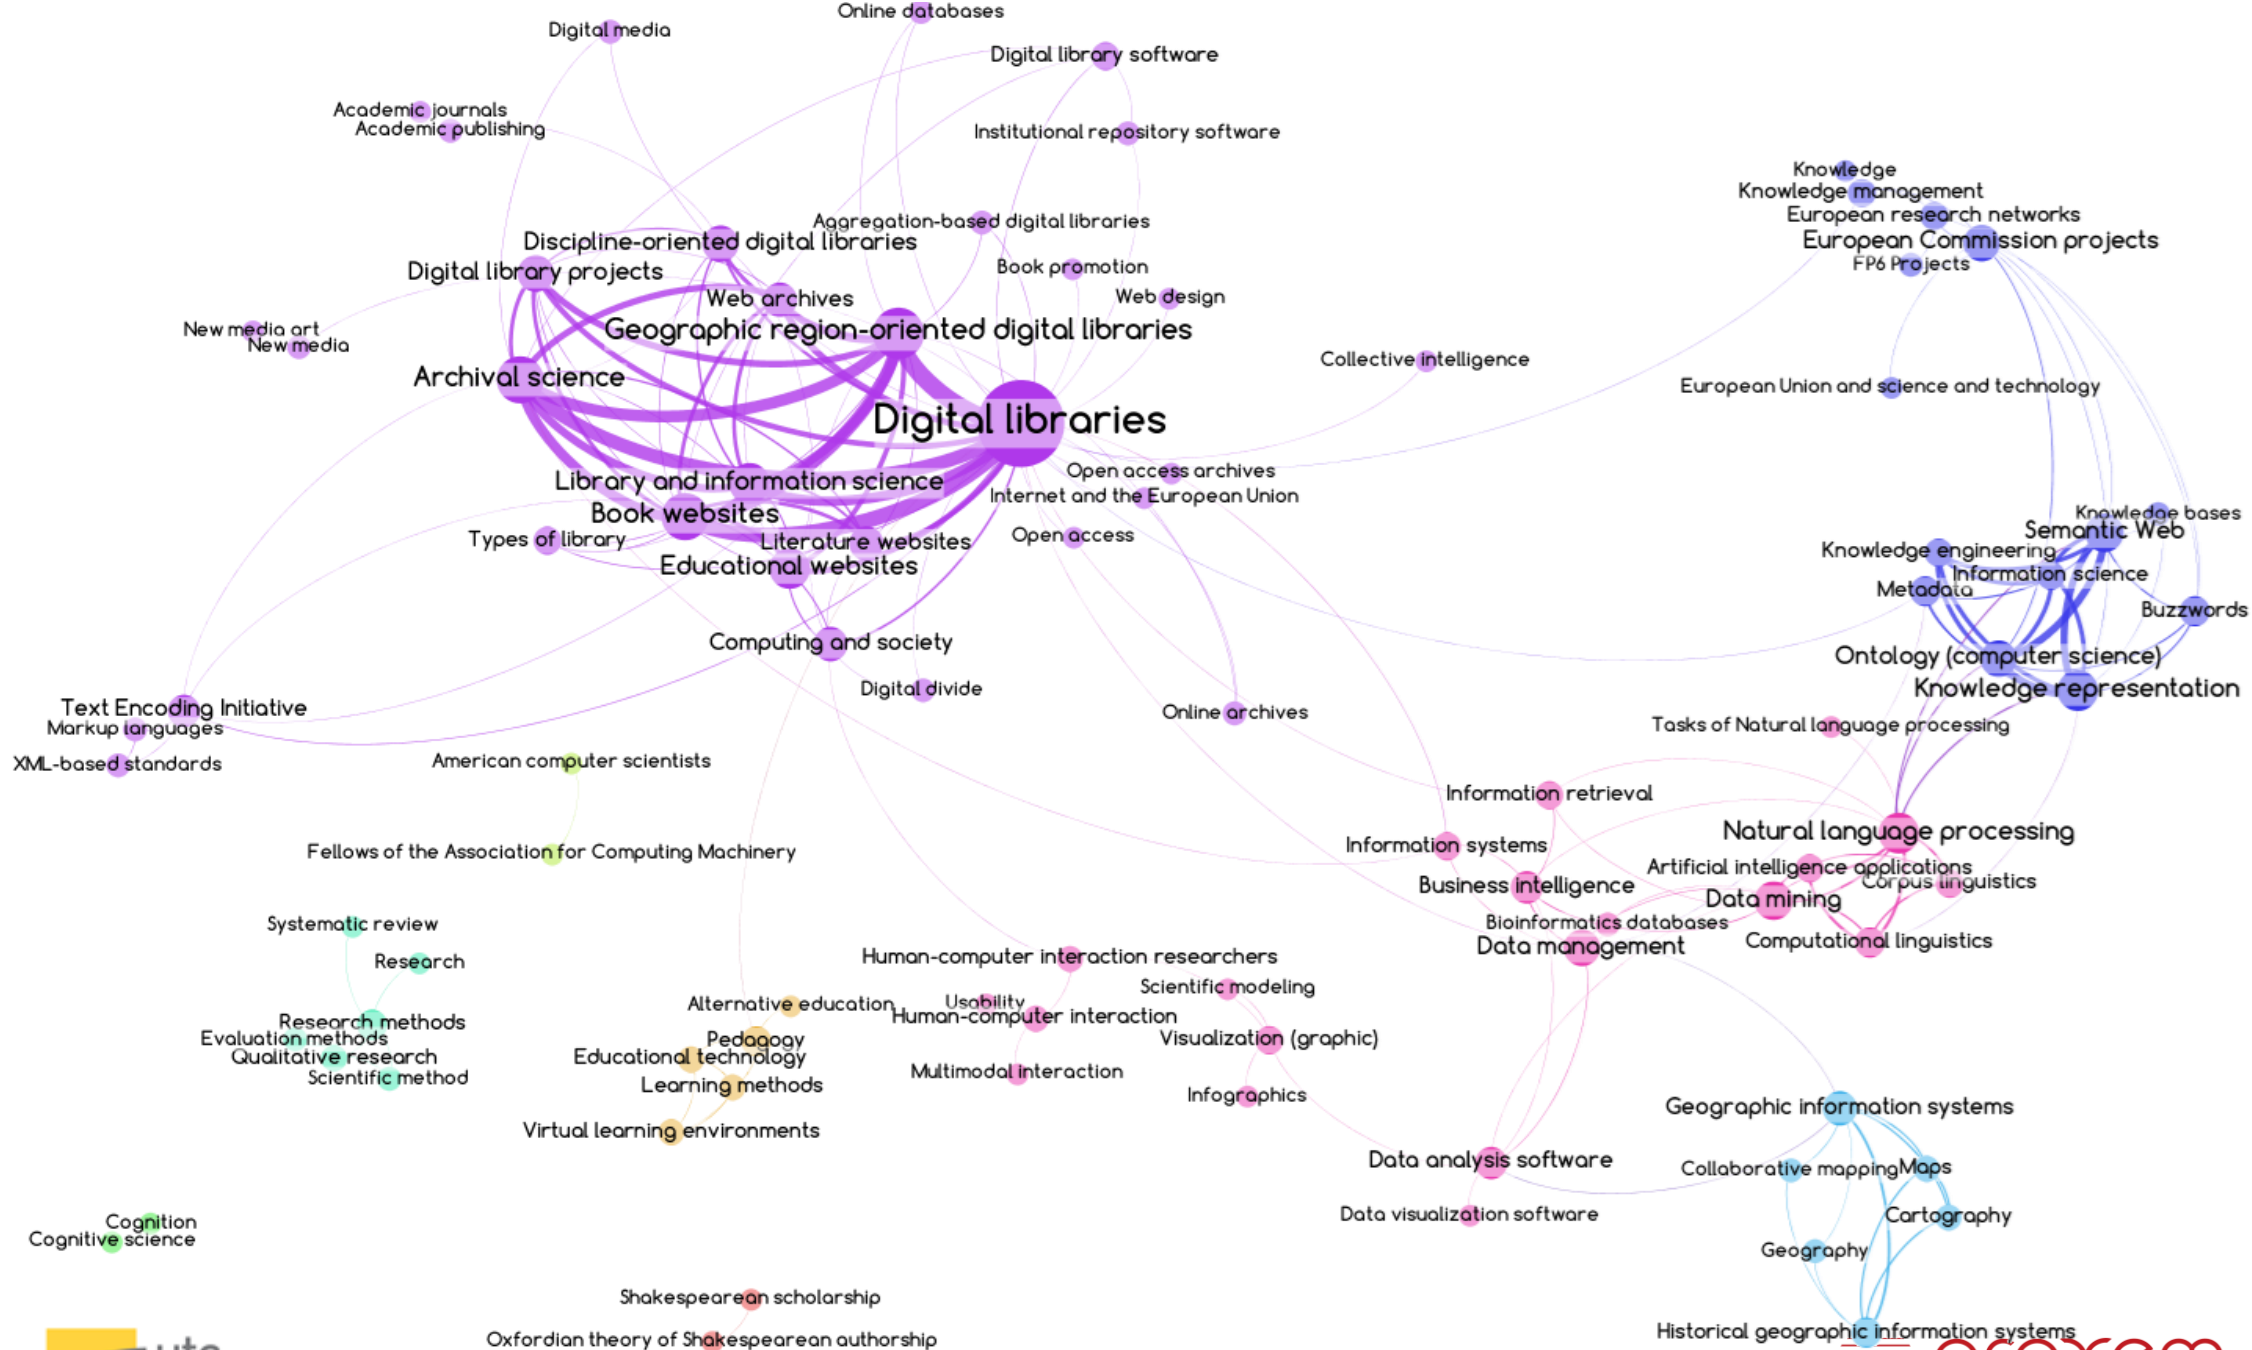 Online databases
Digital media
Digital library software
Academic journals
Academic publishing
Institutional repository software
Knowledge
Knowledge management
European research networks
Aggregation-based digital libraries
Discipline-oriented digital libraries
European Commission projects
FP6 Projects
Digital library projects
Book promotion
Web archives
Web design
New media art
Geographic region-oriented digital libraries
New media
Collective intelligence
Archival science
European Union and science and technology
Digital libraries
Open access archives
Library and information science
Internet and the European Union
Book websites
Knowledge bases
Semantic Web
Types of library
Literature websites
Open access
Knowledge engineering
Educational websites
Information science
Metadata
Buzzwords
Computing and society
Ontology (computer science)
Digital divide
Knowledge representation
Text Encoding Initiative
Online archives
Markup languages
Tasks of Natural language processing
XML-based standards
American computer scientists
Information retrieval
Natural language processing
Fellows of the Association for Computing Machinery
Information systems
Artificial intelligence applications
Corpus linguistics
Business intelligence
Data mining
Systematic review
Bioinformatics databases
Data management
Computational linguistics
Research
Human-computer interaction researchers
Scientific modeling
Alternative education
Usability
Human-computer interaction
Research methods
Evaluation methods
Pedagogy
Visualization (graphic)
Qualitative research
Educational technology
Scientific method
Learning methods
Multimodal interaction
Infographics
Geographic information systems
Virtual learning environments
Data analysis software
Collaborative mapping
Maps
Data visualization software
Cartography
Cognition
Cognitive science
Geography
Shakespearean scholarship
Oxfordian theory of Shakespearean authorship
Historical geographic information systems